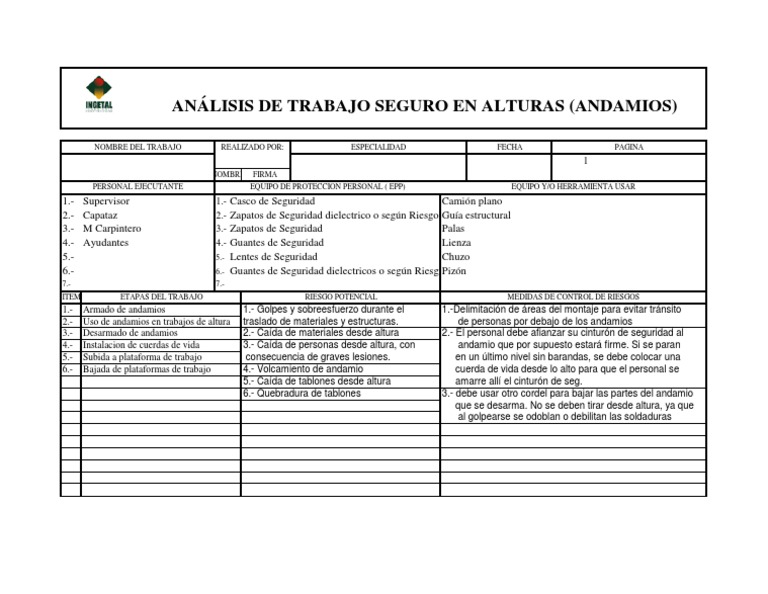 INGETAL
ANÁLISIS DE TRABAJO SEGURO EN ALTURAS (ANDAMIOS)
NOMBRE DEL TRABAJO REALIZADO POR: ESPECIALIDAD FECHA PAGINA
1
OMBR FIRMA
PERSONAL EJECUTANTE EQUIPO DE PROTECCION PERSONAL ( EPP) EQUIPO Y/O HERRAMIENTA USAR
1.- Supervisor 1.- Casco de Seguridad Camión plano
2.- Capataz 2.- Zapatos de Seguridad dielectrico o según Riesgo Guía estructural
3.- M Carpintero 3.- Zapatos de Seguridad Palas
4.- Ayudantes 4.- Guantes de Seguridad Lienza
5.- 5.- Lentes de Seguridad Chuzo
6.- 6.- Guantes de Seguridad dielectricos o según Riesg Pizón
7.- 7.-
ITEM ETAPAS DEL TRABAJO RIESGO POTENCIAL MEDIDAS DE CONTROL DE RIESGOS
1.- Armado de andamios 1.- Golpes y sobreesfuerzo durante el 1.-Delimitación de áreas del montaje para evitar tránsito
2.- Uso de andamios en trabajos de altura traslado de materiales y estructuras. de personas por debajo de los andamios
3.- Desarmado de andamios 2.- Caída de materiales desde altura 2.- El personal debe afianzar su cinturón de seguridad al
4.- Instalacion de cuerdas de vida 3.- Caída de personas desde altura, con andamio que por supuesto estará firme. Si se paran
5.- Subida a plataforma de trabajo consecuencia de graves lesiones. en un último nivel sin barandas, se debe colocar una
6.- Bajada de plataformas de trabajo 4.- Volcamiento de andamio cuerda de vida desde lo alto para que el personal se
5.- Caída de tablones desde altura amarre allí el cinturón de seg.
6.- Quebradura de tablones 3.- debe usar otro cordel para bajar las partes del andamio
que se desarma. No se deben tirar desde altura, ya que
al golpearse se odoblan o debilitan las soldaduras